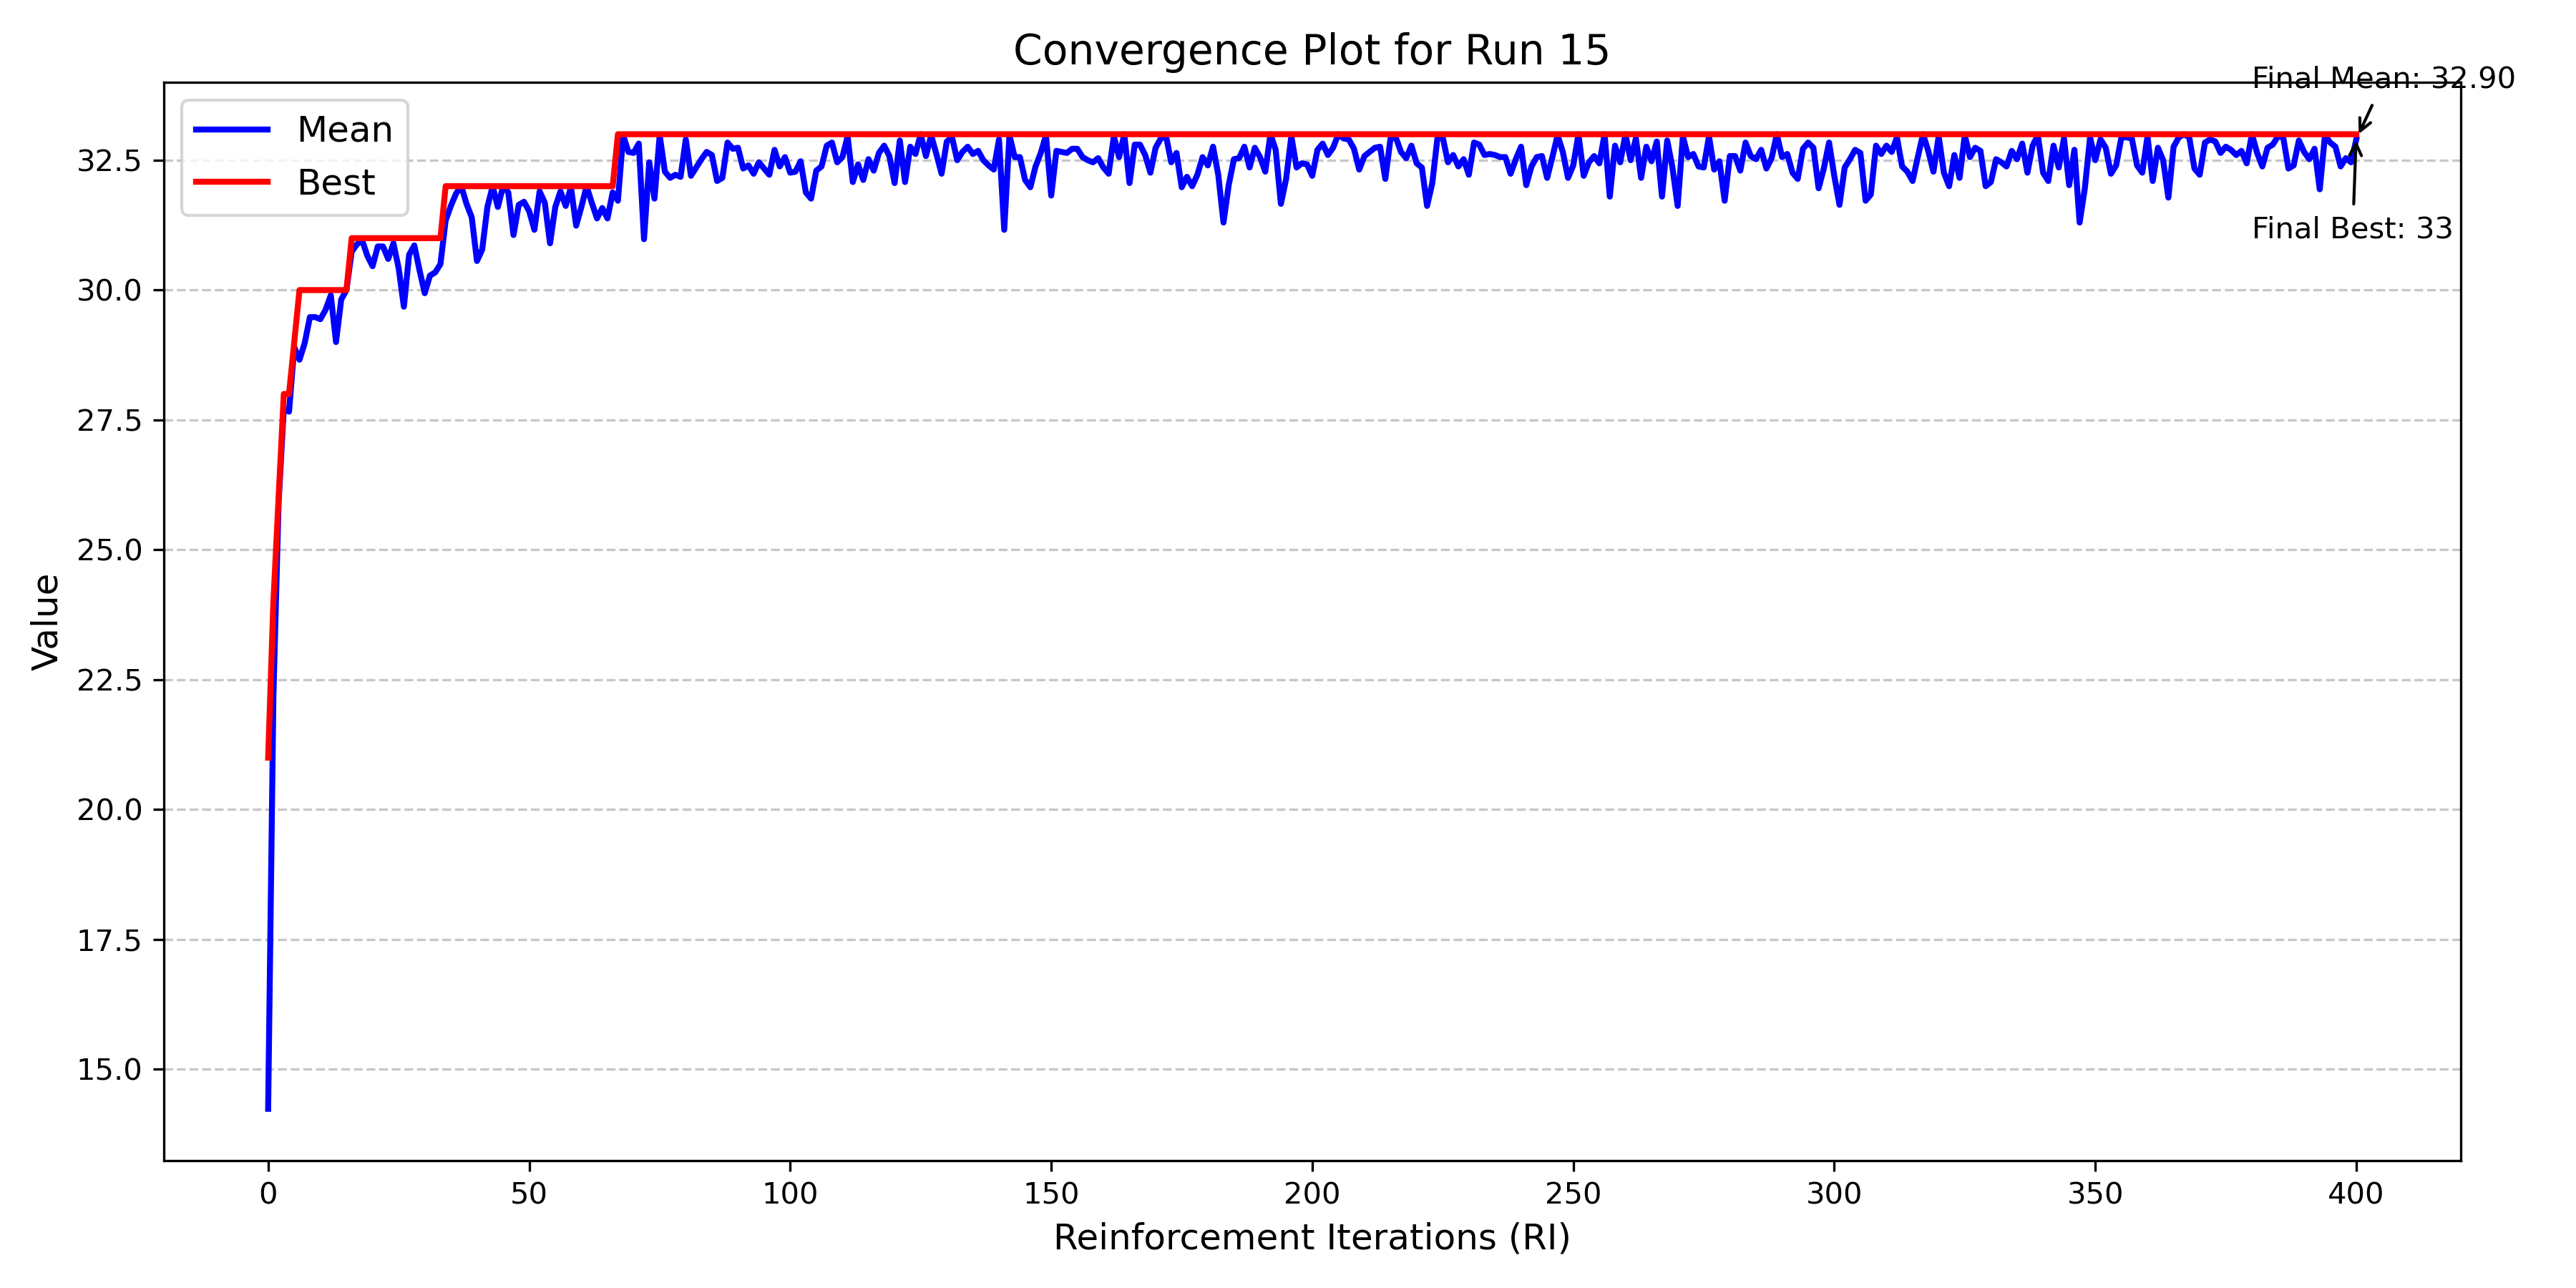 Convergence Plot for Run 15
Final Mean: 32.90
Mean
Best
Final Best: 33
32.5
30.0
27.5
25.0
22.5
20.0
17.5
15.0
Value
0 50 100 150 200 250 300 350 400
Reinforcement Iterations (RI)